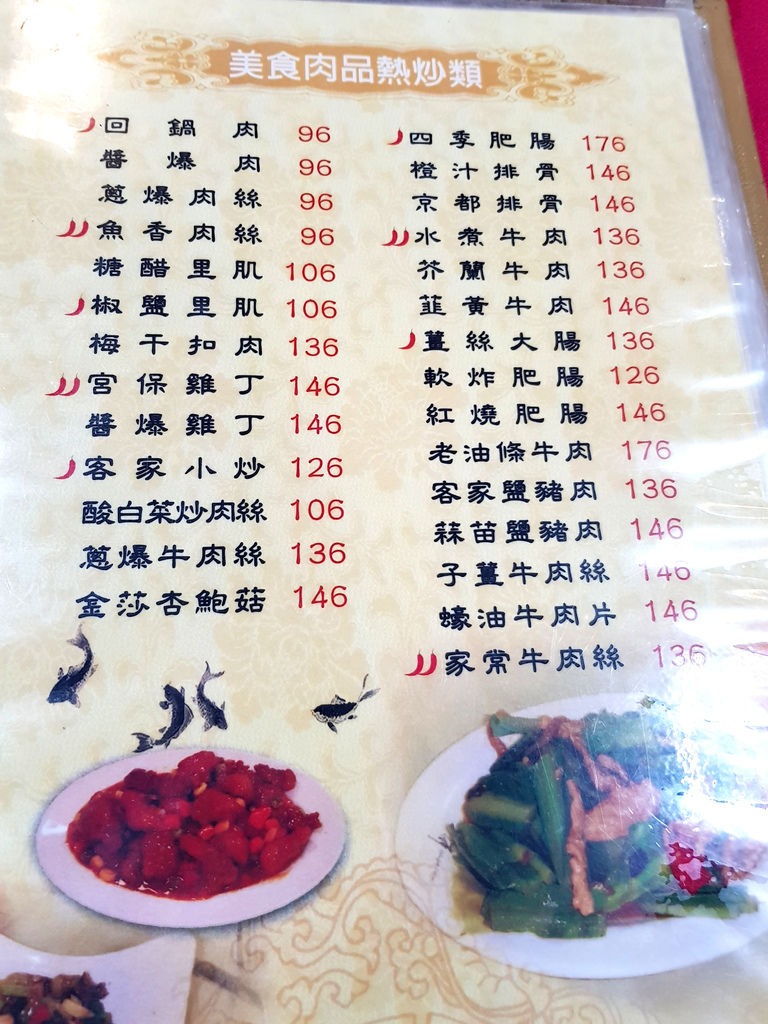 美食肉品熱炒類
回鍋肉 96
醬爆肉 96
蔥爆肉絲 96
魚香肉絲 96
糖醋里肌 106
椒鹽里肌 106
梅干扣肉 136
宮保雞丁 146
醬爆雞丁 146
客家小炒 126
酸白菜炒肉絲 106
蔥爆牛肉絲 136
金莎杏鮑菇 146
四季肥腸 176
橙汁排骨 146
京都排骨 146
水煮牛肉 136
芥蘭牛肉 136
韮黃牛肉 146
薑絲大腸 136
軟炸肥腸 126
紅燒肥腸 146
老油條牛肉 176
客家鹽豬肉 136
蒜苗鹽豬肉 146
子薑牛肉絲 146
蠔油牛肉片 146
家常牛肉絲 136